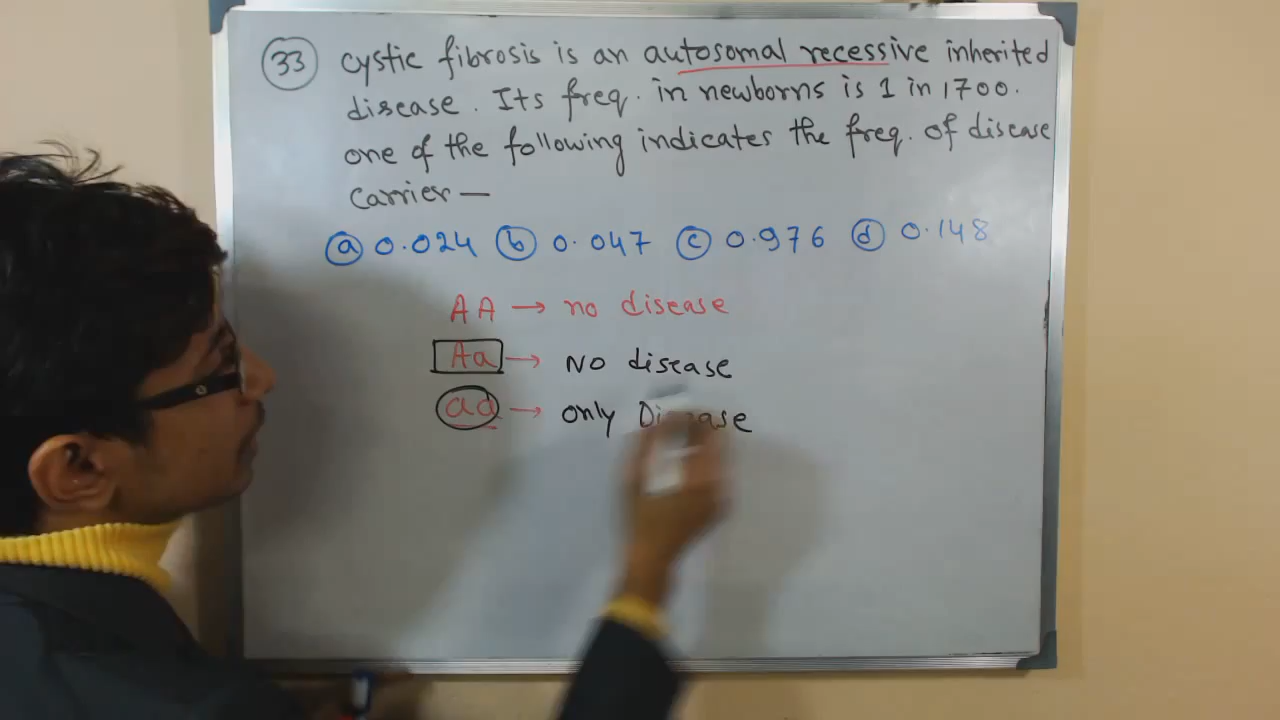 33 Cystic fibrosis is an autosomal recessive inherited
disease. Its freq. in newborns is 1 in 1700.
one of the following indicates the freq. of disease
carrier —
a 0.024 b 0.047 c 0.976 d 0.148
AA → no disease
Aa → No disease
aa → only Disease